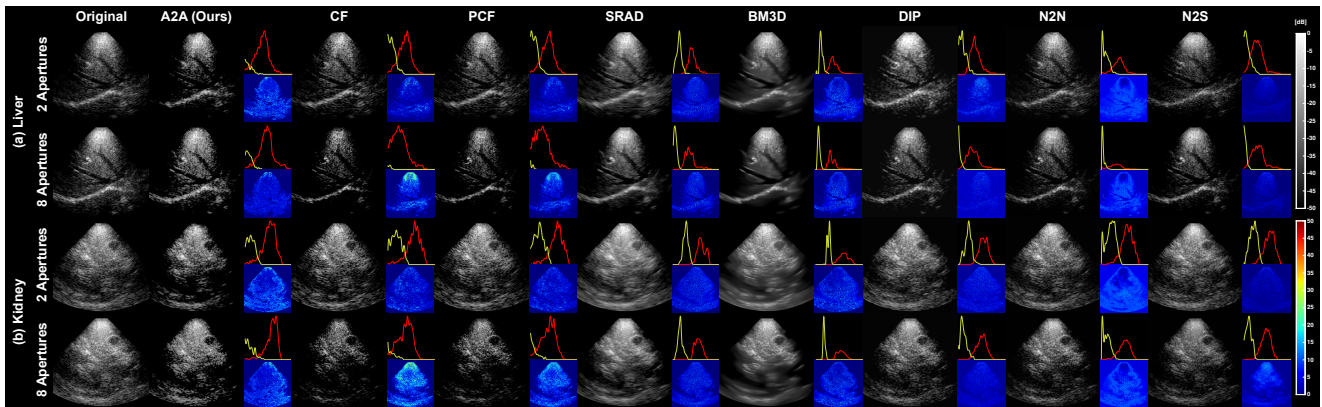 Original A2A (Ours) CF PCF SRAD BM3D DIP N2N N2S
[dB]
(a) Liver
2 Apertures
8 Apertures
(b) Kidney
2 Apertures
8 Apertures
0
-5
-10
-15
-20
-25
-30
-35
-40
-45
-50
50
45
40
35
30
25
20
15
10
5
0